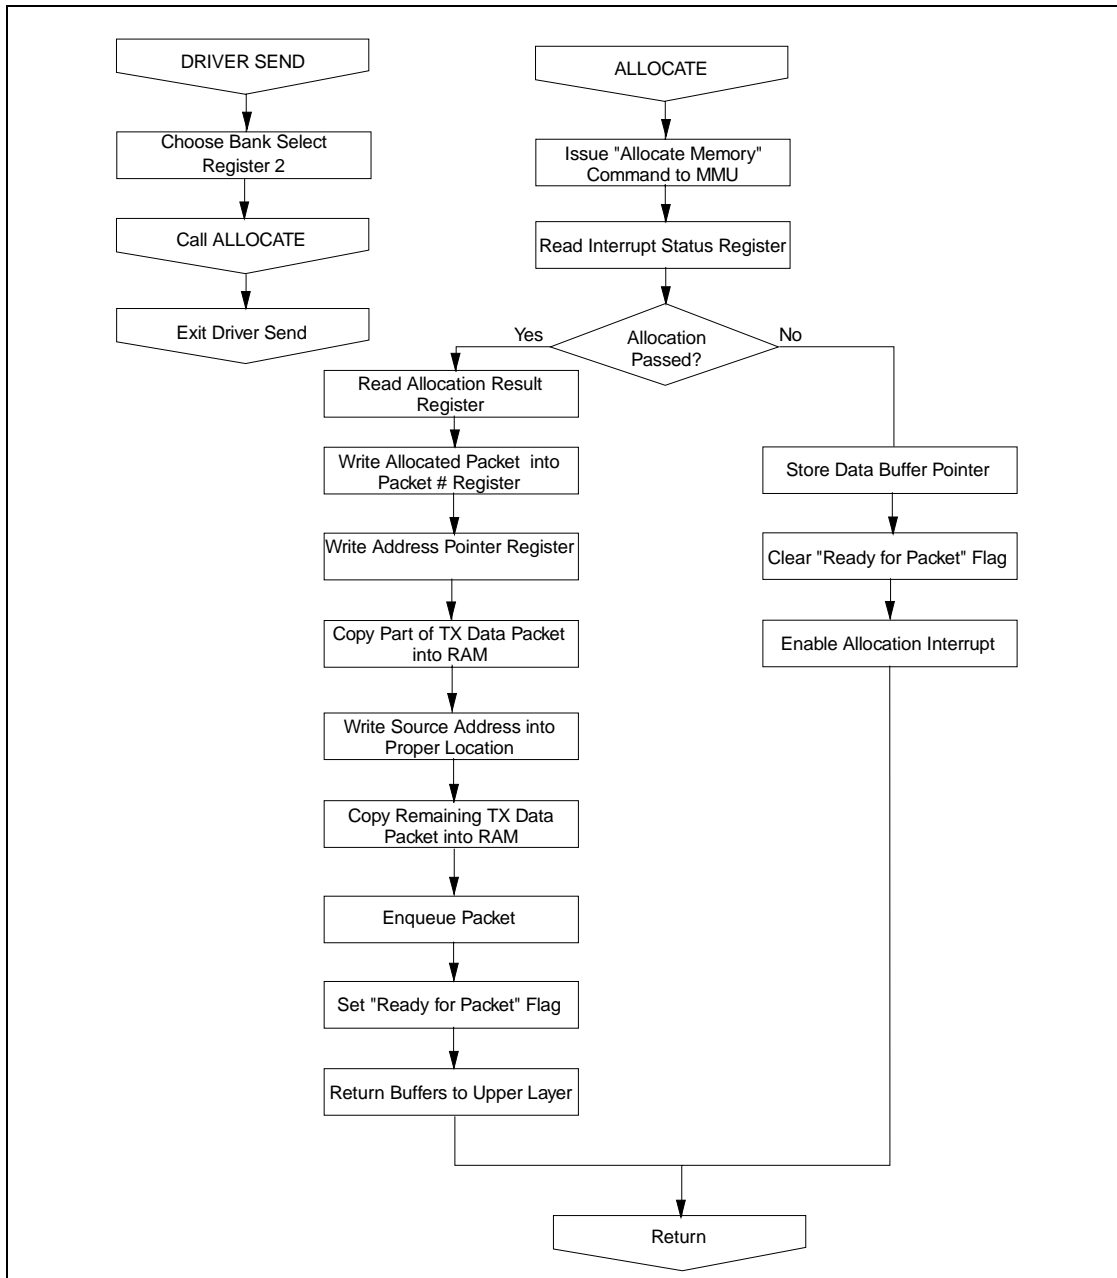 DRIVER SEND
Choose Bank Select
Register 2
Call ALLOCATE
Exit Driver Send
ALLOCATE
Issue "Allocate Memory"
Command to MMU
Read Interrupt Status Register
Allocation
Passed?
Yes
No
Read Allocation Result
Register
Write Allocated Packet into
Packet # Register
Write Address Pointer Register
Copy Part of TX Data Packet
into RAM
Write Source Address into
Proper Location
Copy Remaining TX Data
Packet into RAM
Enqueue Packet
Set "Ready for Packet" Flag
Return Buffers to Upper Layer
Store Data Buffer Pointer
Clear "Ready for Packet" Flag
Enable Allocation Interrupt
Return